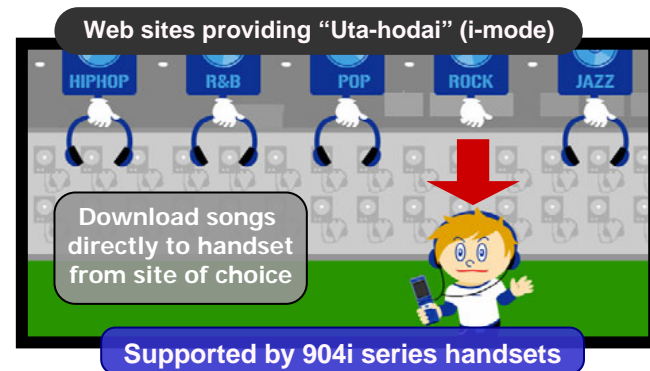 Web sites providing “Uta-hodai” (i-mode)
HIPHOP R&B POP ROCK JAZZ
Download songs
directly to handset
from site of choice
Supported by 904i series handsets